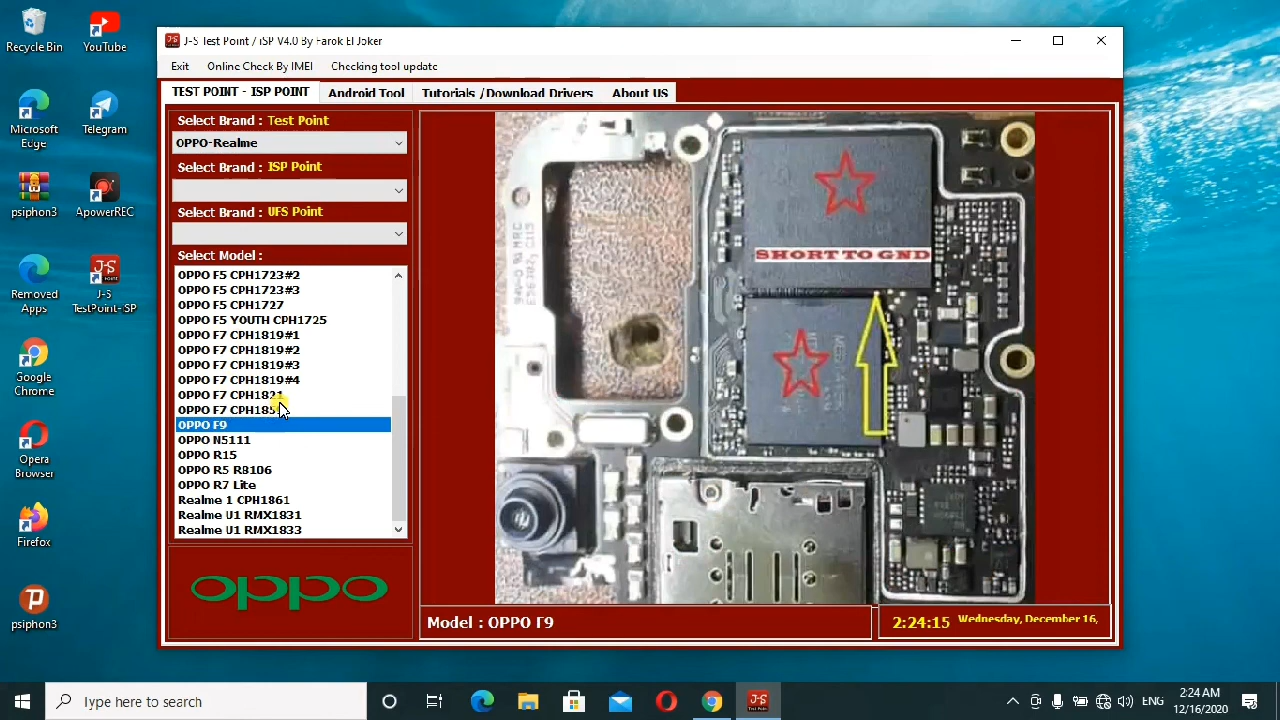 Recycle Bin
YouTube
Microsoft
Edge
Telegram
psiphon3
ApowerREC
Removed
Apps
J-S
TestPoint-ISP
Google
Chrome
Opera
Browser
Firefox
psiphon3
J-S Test Point / iSP V4.0 By Farok El Joker
Exit
Online Check By IMEI
Checking tool update
TEST POINT - ISP POINT
Android Tool
Tutorials /Download Drivers
About US
Select Brand : Test Point
OPPO-Realme
Select Brand : ISP Point
Select Brand : UFS Point
Select Model :
OPPO F5 CPH1723#2
OPPO F5 CPH1723#3
OPPO F5 CPH1727
OPPO F5 YOUTH CPH1725
OPPO F7 CPH1819#1
OPPO F7 CPH1819#2
OPPO F7 CPH1819#3
OPPO F7 CPH1819#4
OPPO F7 CPH1821
OPPO F9
OPPO N5111
OPPO R15
OPPO R5 R8106
OPPO R7 Lite
Realme 1 CPH1861
Realme U1 RMX1831
Realme U1 RMX1833
oppo
SHORT TO GND
Model : OPPO F9
2:24:15
Wednesday, December 16,
Type here to search
J-S
Test Point
ENG
2:24 AM
12/16/2020